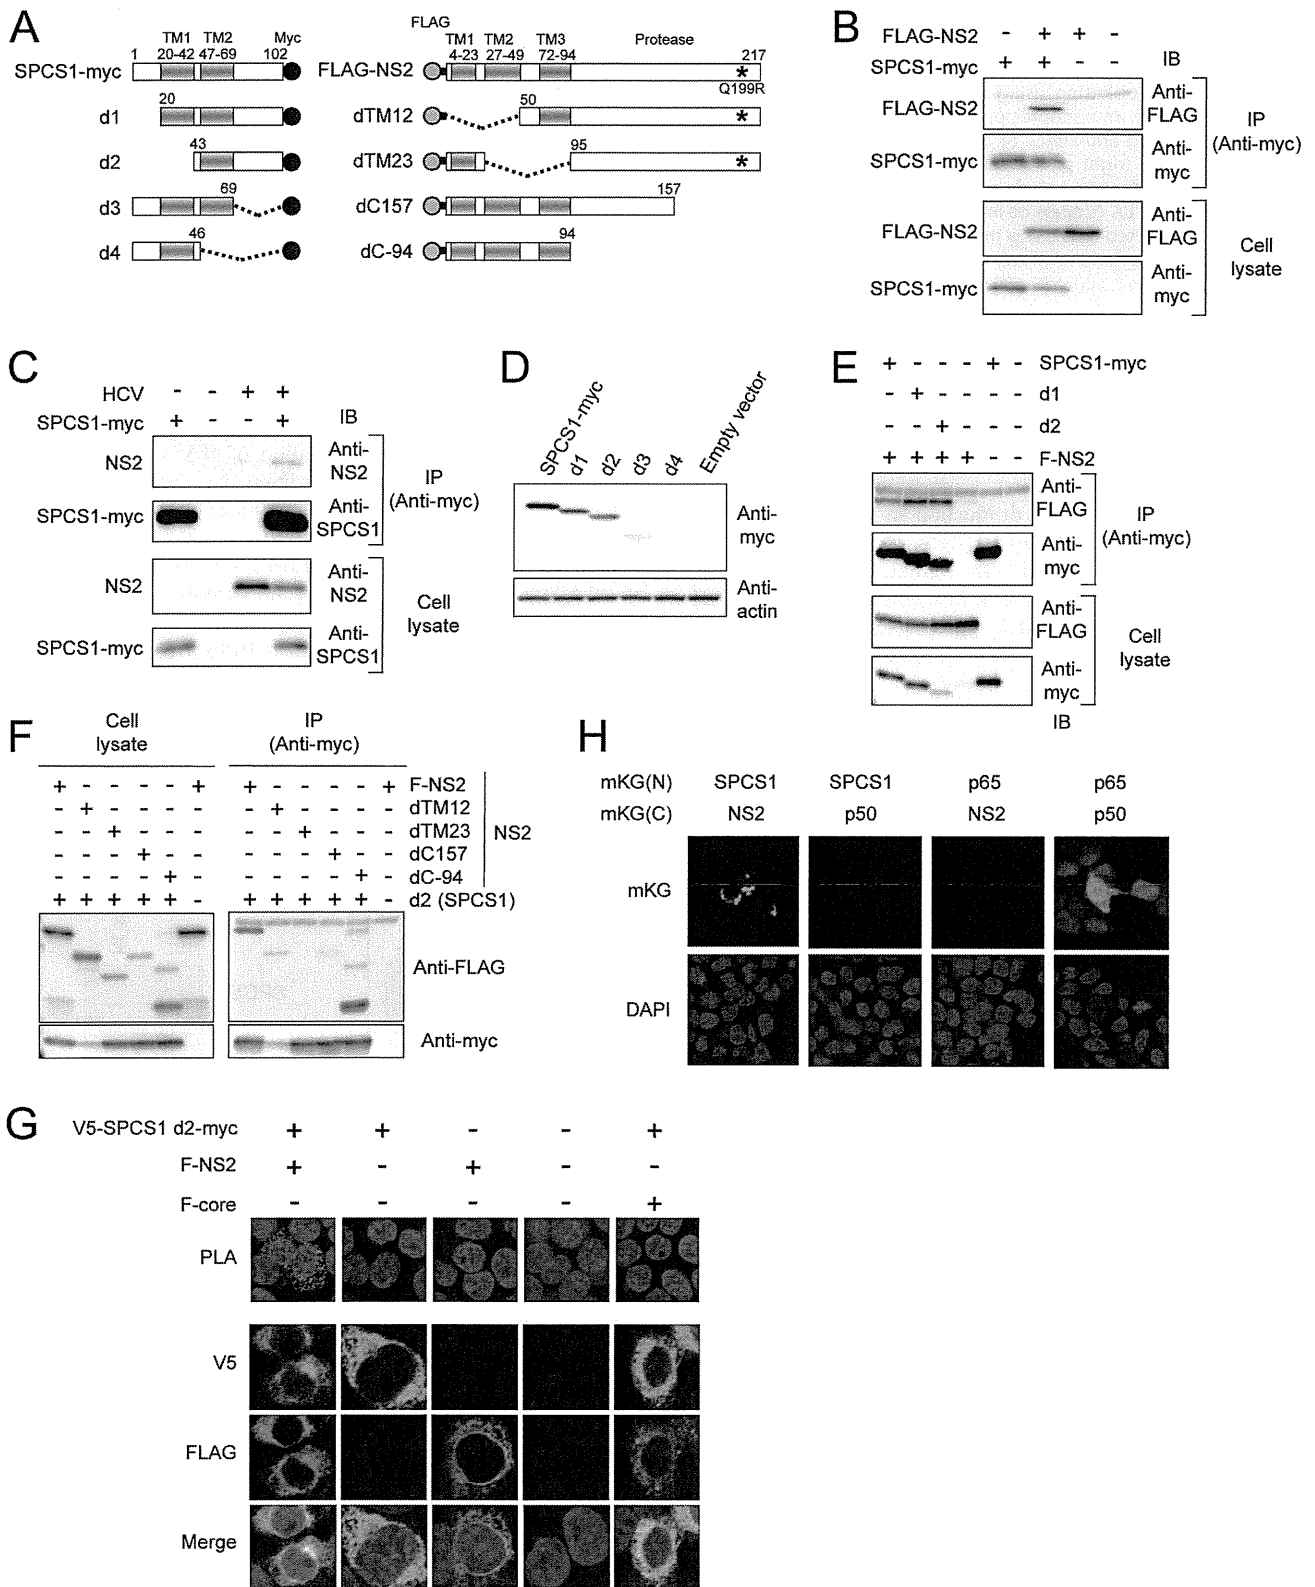 A
SPCS1-myc
1
TM1
20-42
TM2
47-69
102
Myc
d1
20
d2
43
d3
69
d4
46
FLAG
FLAG-NS2
TM1
4-23
TM2
27-49
TM3
72-94
Protease
217
*
Q199R
dTM12
50
*
dTM23
95
*
dC157
157
dC-94
94
B
FLAG-NS2 - + + -
SPCS1-myc + + - - IB
FLAG-NS2 Anti-FLAG
SPCS1-myc Anti-myc
IP
(Anti-myc)
FLAG-NS2 Anti-FLAG
SPCS1-myc Anti-myc
Cell
lysate
C
HCV - - + +
SPCS1-myc + - - + IB
NS2 Anti-NS2
SPCS1-myc Anti-SPCS1
IP
(Anti-myc)
NS2 Anti-NS2
SPCS1-myc Anti-SPCS1
Cell
lysate
D
SPCS1-myc
d1
d2
d3
d4
Empty vector
Anti-myc
Anti-actin
E
+ - - - + - SPCS1-myc
- + - - - - d1
- - + - - - d2
+ + + + - - F-NS2
Anti-FLAG
Anti-myc
IP
(Anti-myc)
Anti-FLAG
Anti-myc
Cell
lysate
IB
F
Cell
lysate
IP
(Anti-myc)
+ - - - - + + - - - - + F-NS2
- + - - - - - + - - - - dTM12
- - + - - - - - + - - - dTM23
- - - + - - - - - + - - dC157
- - - - + - - - - - + - dC-94
NS2
+ + + + + - + + + + + - d2 (SPCS1)
Anti-FLAG
Anti-myc
H
mKG(N) SPCS1 SPCS1 p65 p65
mKG(C) NS2 p50 NS2 p50
mKG
DAPI
G
V5-SPCS1 d2-myc + + - - +
F-NS2 + - + - -
F-core - - - - +
PLA
V5
FLAG
Merge